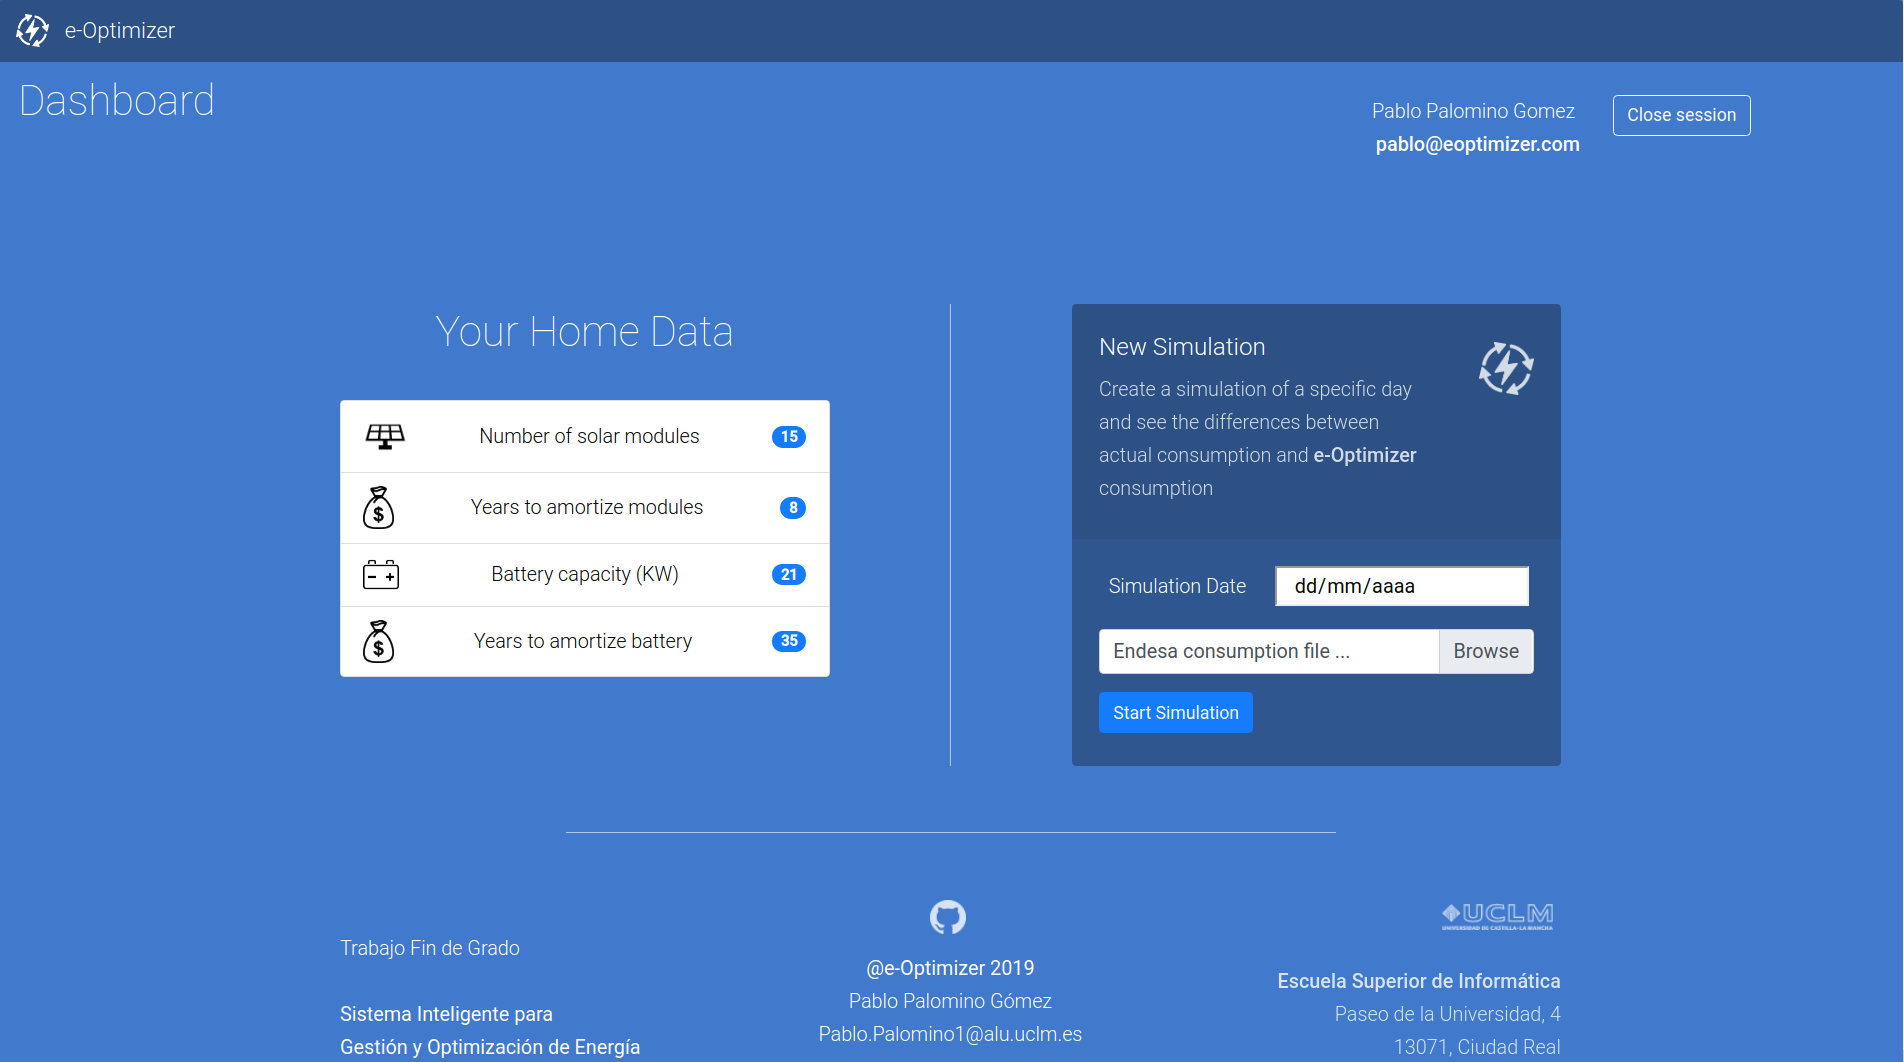 e-Optimizer
Dashboard
Pablo Palomino Gomez
pablo@eoptimizer.com
Close session
Your Home Data
Number of solar modules 15
Years to amortize modules 8
Battery capacity (KW) 21
Years to amortize battery 35
New Simulation
Create a simulation of a specific day
and see the differences between
actual consumption and e-Optimizer
consumption
Simulation Date dd/mm/aaaa
Endesa consumption file ... Browse
Start Simulation
Trabajo Fin de Grado
Sistema Inteligente para
Gestión y Optimización de Energía
@e-Optimizer 2019
Pablo Palomino Gómez
Pablo.Palomino1@alu.uclm.es
UCLM
UNIVERSIDAD DE CASTILLA-LA MANCHA
Escuela Superior de Informática
Paseo de la Universidad, 4
13071, Ciudad Real